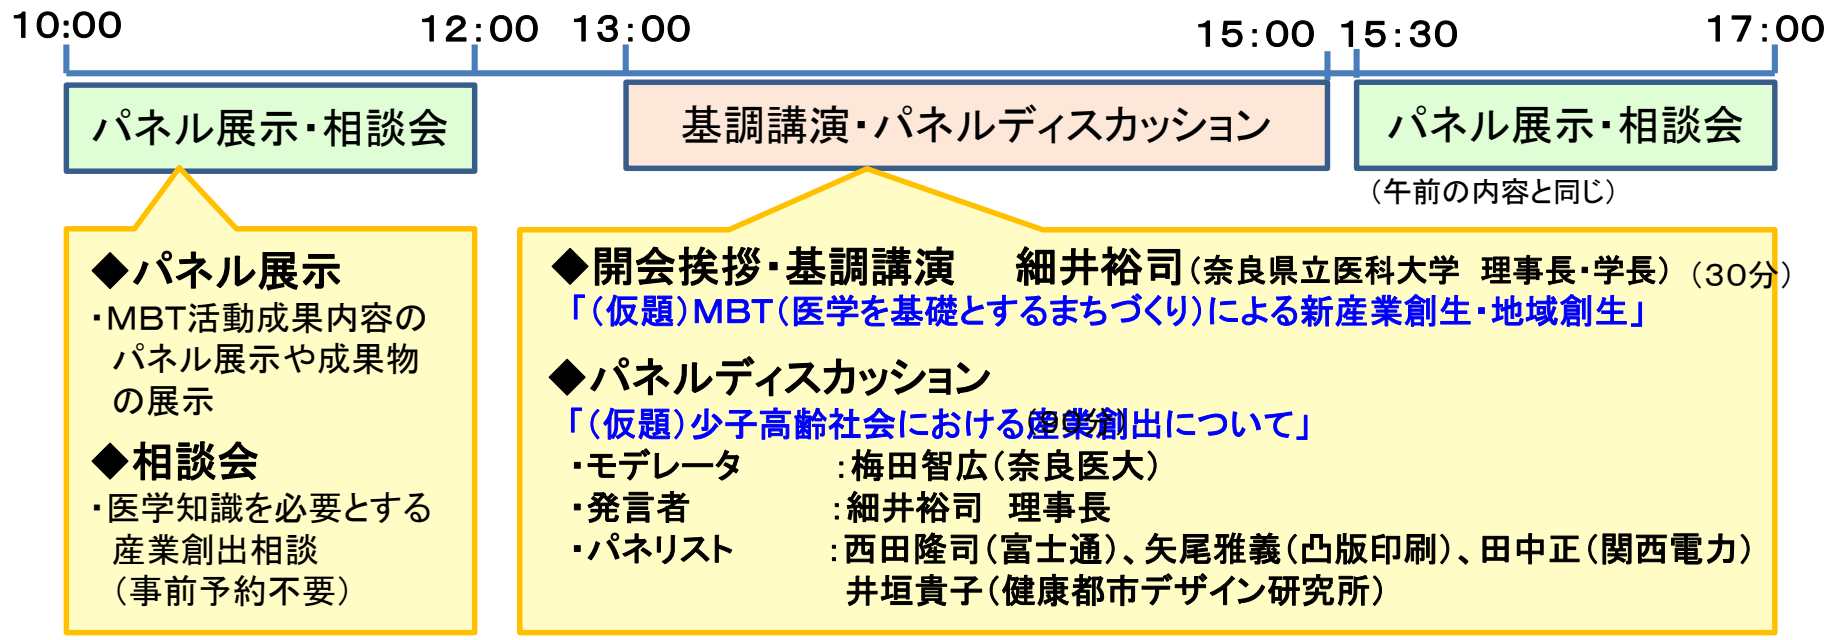 10:00 12:00 13:00 15:00 15:30 17:00
パネル展示・相談会
基調講演・パネルディスカッション
パネル展示・相談会
（午前の内容と同じ）
◆パネル展示
・MBT活動成果内容の
パネル展示や成果物
の展示
◆相談会
・医学知識を必要とする
産業創出相談
（事前予約不要）
◆開会挨拶・基調講演　細井裕司（奈良県立医科大学　理事長・学長）（30分）
「（仮題）MBT（医学を基礎とするまちづくり）による新産業創生・地域創生」
◆パネルディスカッション
（90分）
「（仮題）少子高齢社会における産業創出について」
・モデレータ　：梅田智広（奈良医大）
・発言者　：細井裕司　理事長
・パネリスト　：西田隆司（富士通）、矢尾雅義（凸版印刷）、田中正（関西電力）
井垣貴子（健康都市デザイン研究所）